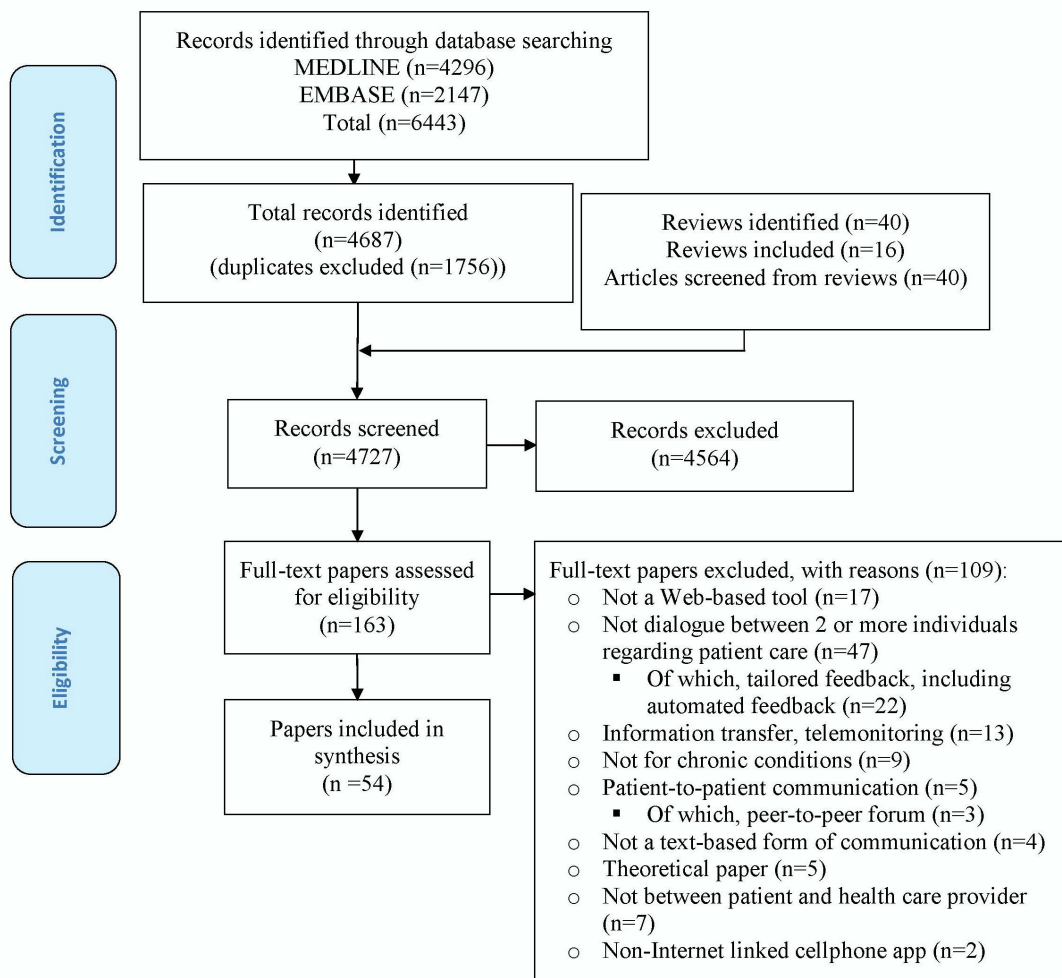 Identification
Records identified through database searching
MEDLINE (n=4296)
EMBASE (n=2147)
Total (n=6443)
Total records identified
(n=4687)
(duplicates excluded (n=1756))
Reviews identified (n=40)
Reviews included (n=16)
Articles screened from reviews (n=40)
Screening
Records screened
(n=4727)
Records excluded
(n=4564)
Eligibility
Full-text papers assessed
for eligibility
(n=163)
Full-text papers excluded, with reasons (n=109):
o Not a Web-based tool (n=17)
o Not dialogue between 2 or more individuals
regarding patient care (n=47)
▪ Of which, tailored feedback, including
automated feedback (n=22)
o Information transfer, telemonitoring (n=13)
o Not for chronic conditions (n=9)
o Patient-to-patient communication (n=5)
▪ Of which, peer-to-peer forum (n=3)
o Not a text-based form of communication (n=4)
o Theoretical paper (n=5)
o Not between patient and health care provider
(n=7)
o Non-Internet linked cellphone app (n=2)
Papers included in
synthesis
(n =54)